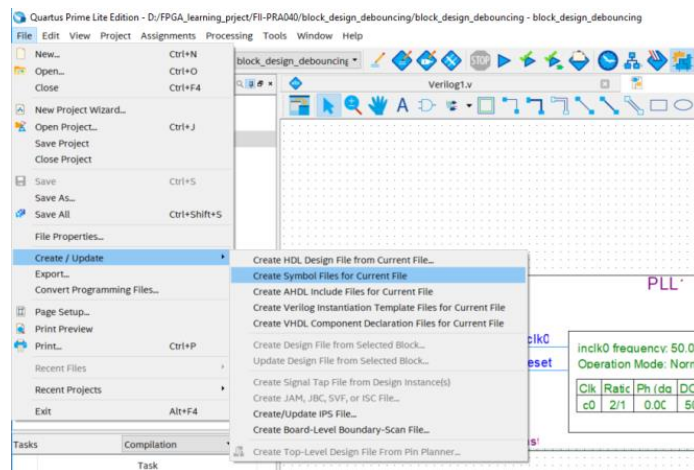 Quartus Prime Lite Edition - D:/FPGA_learning_prject/FII-PRA040/block_design_debouncing/block_design_debouncing - block_design_debouncing
File Edit View Project Assignments Processing Tools Window Help
New... Ctrl+N
Open... Ctrl+O
Close Ctrl+F4
New Project Wizard...
Open Project... Ctrl+J
Save Project
Close Project
Save Ctrl+S
Save As...
Save All Ctrl+Shift+S
File Properties...
Create / Update
Export...
Convert Programming Files...
Page Setup...
Print Preview
Print... Ctrl+P
Recent Files
Recent Projects
Exit Alt+F4
block_design_debouncing
STOP
Verilog1.v
Create HDL Design File from Current File...
Create Symbol Files for Current File
Create AHDL Include Files for Current File
Create Verilog Instantiation Template Files for Current File
Create VHDL Component Declaration Files for Current File
Create Design File from Selected Block...
Update Design File from Selected Block...
Create Signal Tap File from Design Instance(s)
Create JAM, JBC, SVF, or ISC File...
Create/Update IPS File...
Create Board-Level Boundary-Scan File...
Create Top-Level Design File From Pin Planner...
PLL
clk0
eset
inclk0 frequency: 50.0
Operation Mode: Norr
Clk Ratic Ph (dg DC
c0 2/1 0.0C 50
Tasks Compilation
Task